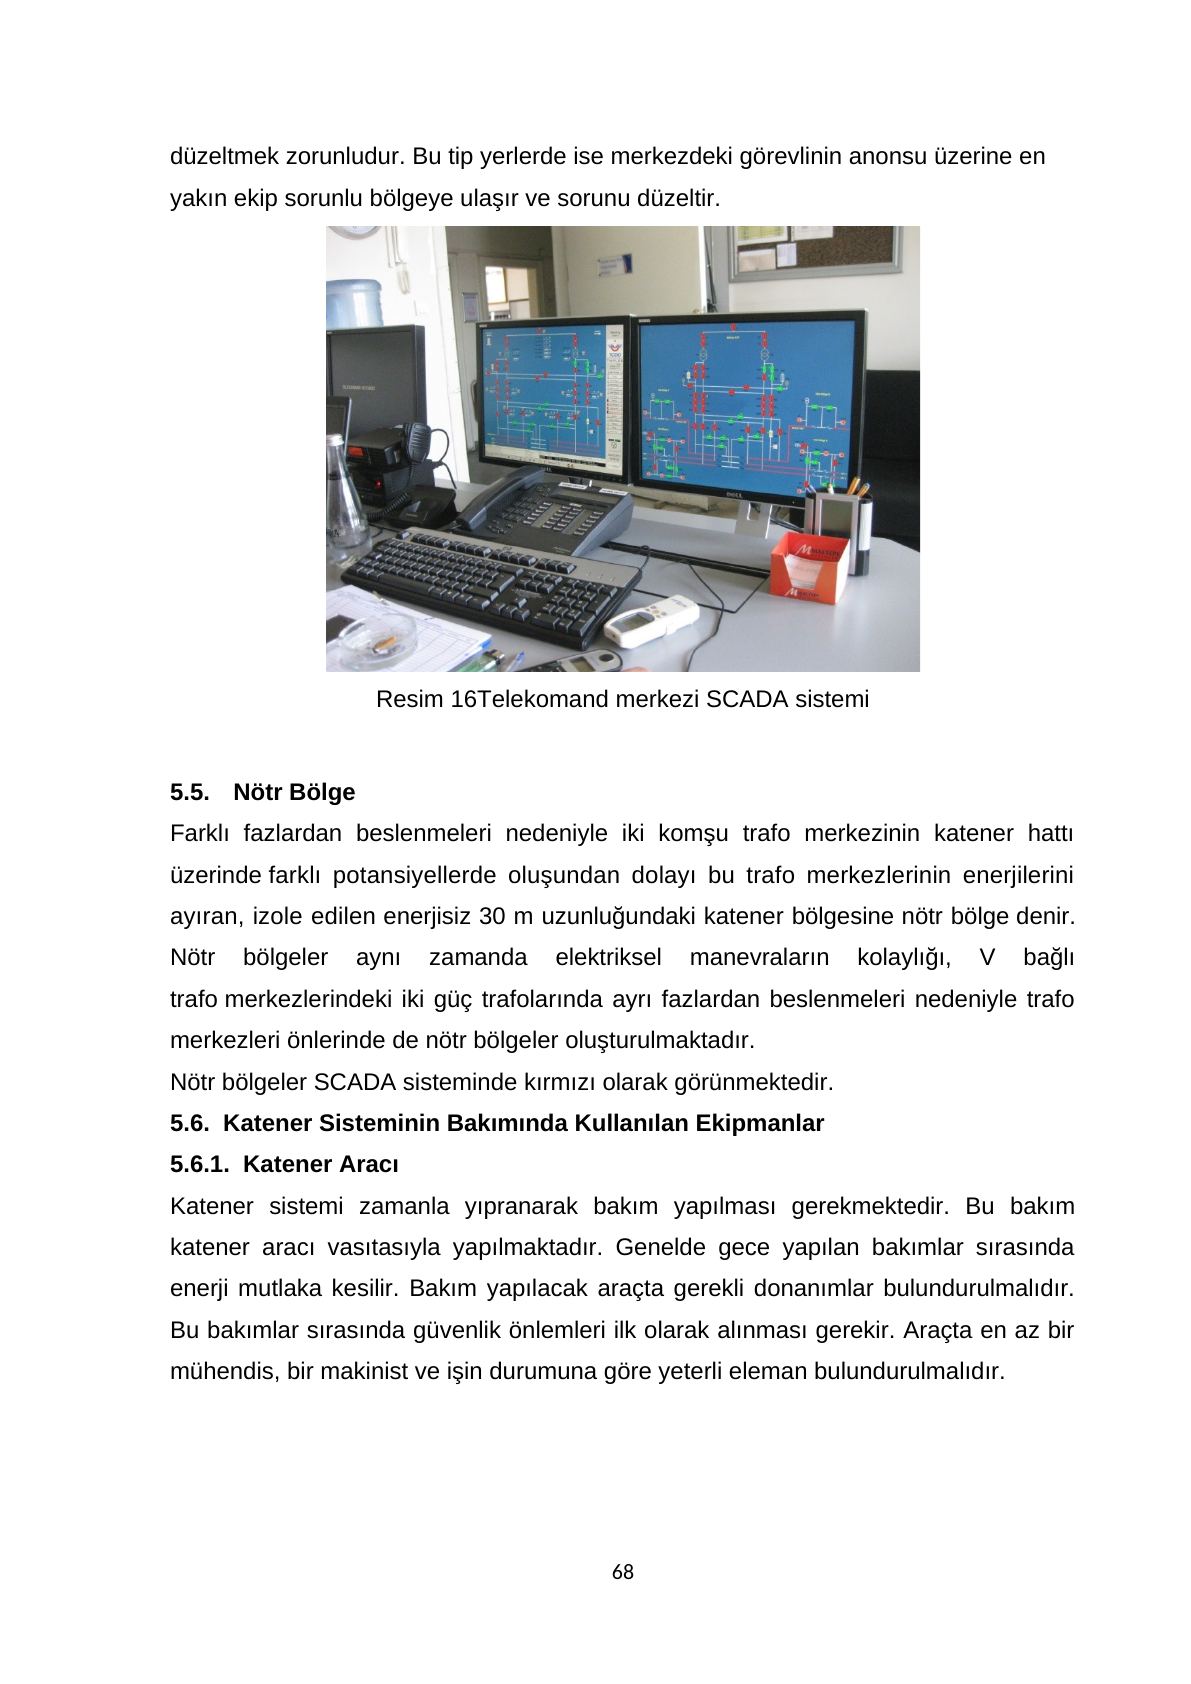 düzeltmek zorunludur. Bu tip yerlerde ise merkezdeki görevlinin anonsu üzerine en
yakın ekip sorunlu bölgeye ulaşır ve sorunu düzeltir.
Resim 16Telekomand merkezi SCADA sistemi
5.5. Nötr Bölge
Farklı fazlardan beslenmeleri nedeniyle iki komşu trafo merkezinin katener hattı
üzerinde farklı potansiyellerde oluşundan dolayı bu trafo merkezlerinin enerjilerini
ayıran, izole edilen enerjisiz 30 m uzunluğundaki katener bölgesine nötr bölge denir.
Nötr bölgeler aynı zamanda elektriksel manevraların kolaylığı, V bağlı
trafo merkezlerindeki iki güç trafolarında ayrı fazlardan beslenmeleri nedeniyle trafo
merkezleri önlerinde de nötr bölgeler oluşturulmaktadır.
Nötr bölgeler SCADA sisteminde kırmızı olarak görünmektedir.
5.6. Katener Sisteminin Bakımında Kullanılan Ekipmanlar
5.6.1. Katener Aracı
Katener sistemi zamanla yıpranarak bakım yapılması gerekmektedir. Bu bakım
katener aracı vasıtasıyla yapılmaktadır. Genelde gece yapılan bakımlar sırasında
enerji mutlaka kesilir. Bakım yapılacak araçta gerekli donanımlar bulundurulmalıdır.
Bu bakımlar sırasında güvenlik önlemleri ilk olarak alınması gerekir. Araçta en az bir
mühendis, bir makinist ve işin durumuna göre yeterli eleman bulundurulmalıdır.
68